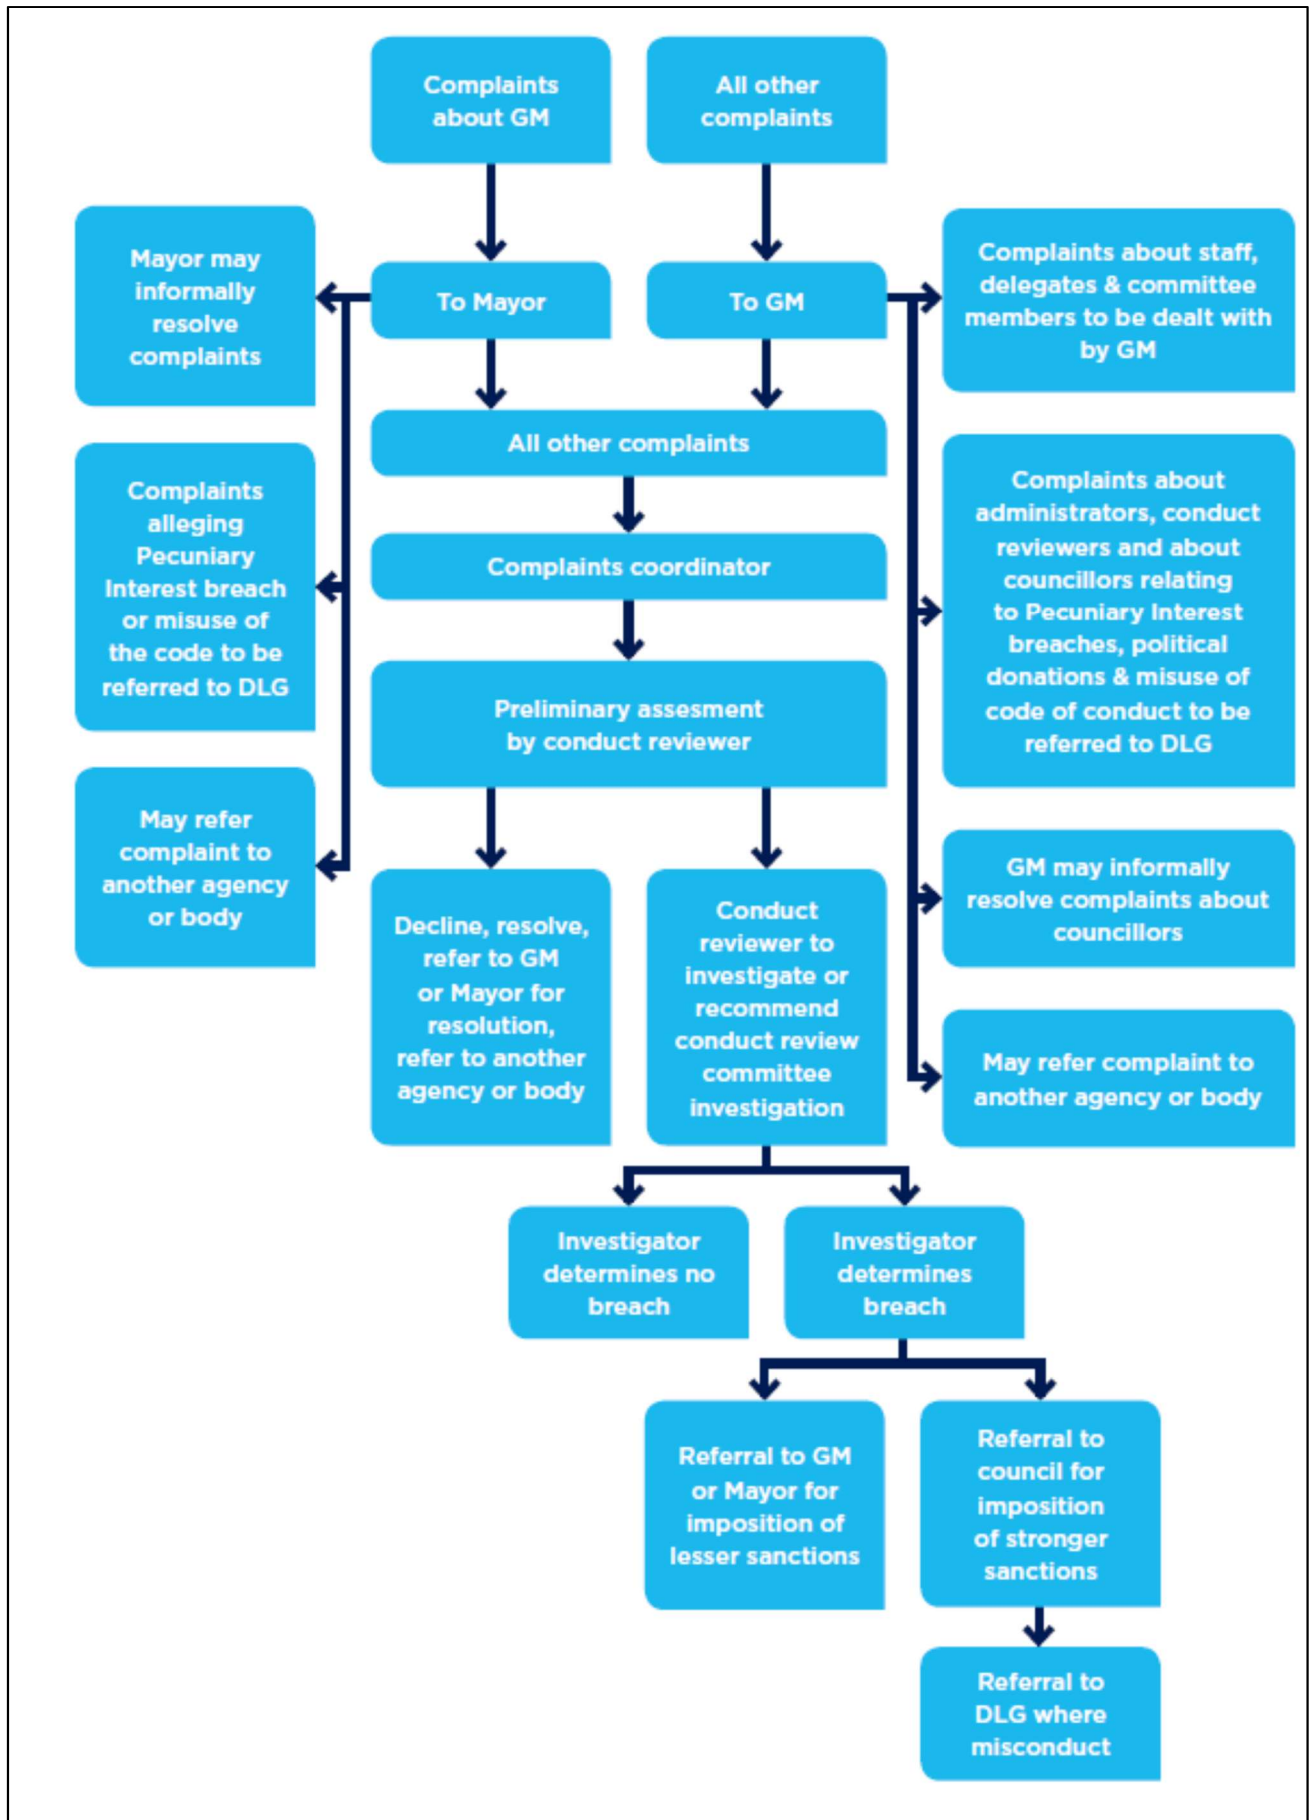 Complaints
about GM
All other
complaints
Mayor may
informally
resolve
complaints
To Mayor
To GM
Complaints about staff,
delegates & committee
members to be dealt with
by GM
All other complaints
Complaints
alleging
Pecuniary
Interest breach
or misuse of
the code to be
referred to DLG
Complaints coordinator
Complaints about
administrators, conduct
reviewers and about
councillors relating
to Pecuniary Interest
breaches, political
donations & misuse of
code of conduct to be
referred to DLG
Preliminary assesment
by conduct reviewer
May refer
complaint to
another agency
or body
Decline, resolve,
refer to GM
or Mayor for
resolution,
refer to another
agency or body
Conduct
reviewer to
investigate or
recommend
conduct review
committee
investigation
GM may informally
resolve complaints about
councillors
May refer complaint to
another agency or body
Investigator
determines no
breach
Investigator
determines
breach
Referral to GM
or Mayor for
imposition of
lesser sanctions
Referral to
council for
imposition
of stronger
sanctions
Referral to
DLG where
misconduct